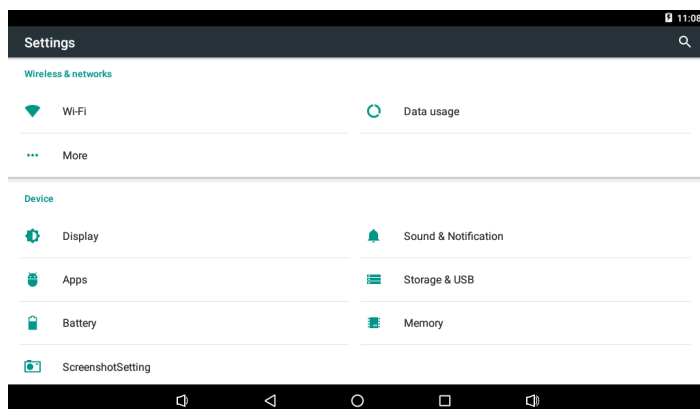 11:08
Settings
Wireless & networks
Wi-Fi
Data usage
More
Device
Display
Sound & Notification
Apps
Storage & USB
Battery
Memory
ScreenshotSetting